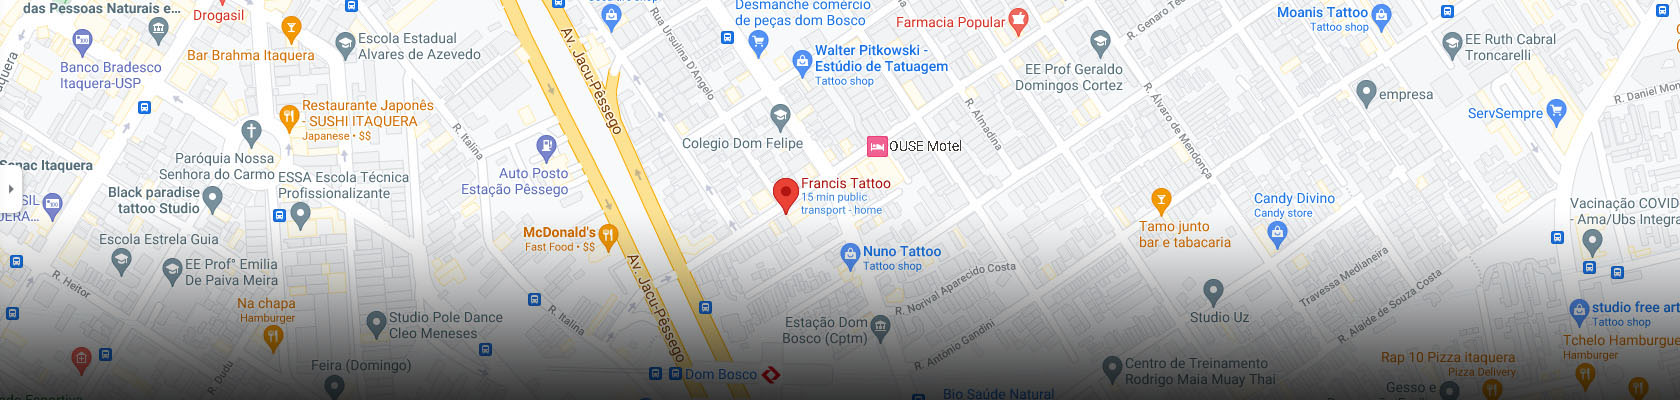 das Pessoas Naturais e...
Drogasil
Bar Brahma Itaquera
Escola Estadual
Alvares de Azevedo
Banco Bradesco
Itaquera-USP
Restaurante Japonês
- SUSHI ITAQUERA
Japanese • $$
R. Italina
Paróquia Nossa
Senhora do Carmo
Senac Itaquera
ESSA Escola Técnica
Profissionalizante
Black paradise
tattoo Studio
Escola Estrela Guia
EE Prof° Emilia
De Paiva Meira
R. Heitor
Na chapa
Hamburger
Studio Pole Dance
Cleo Meneses
Feira (Domingo)
R. Dudu
Auto Posto
Estação Pêssego
McDonald's
Fast Food • $$
R. Italina
Av. Jacu-Pêssego
Av. Jacu-Pêssego
Rua Ursulina D'Angelo
Desmanche comércio
de peças dom Bosco
Walter Pitkowski -
Estúdio de Tatuagem
Tattoo shop
Colegio Dom Felipe
OUSE Motel
Francis Tattoo
15 min public
transport - home
Nuno Tattoo
Tattoo shop
Estação Dom
Bosco (Cptm)
Dom Bosco
Farmacia Popular
EE Prof Geraldo
Domingos Cortez
R. Genaro
R. Almadina
R. Álvaro de Mendonça
R. Norival Aparecido Costa
R. Antônio Gandini
Bio Saúde Natural
Centro de Treinamento
Rodrigo Maia Muay Thai
Studio Uz
Tamo junto
bar e tabacaria
Candy Divino
Candy store
Moanis Tattoo
Tattoo shop
EE Ruth Cabral
Troncarelli
empresa
ServSempre
R. Daniel
Vacinação COVID
- Ama/Ubs Integr
Travessa Medianeira
R. Alaide de Souza Costa
studio free art
Tattoo shop
Tchelo Hamburgue
Hamburger
Rap 10 Pizza itaquera
Pizza Delivery
Gesso e